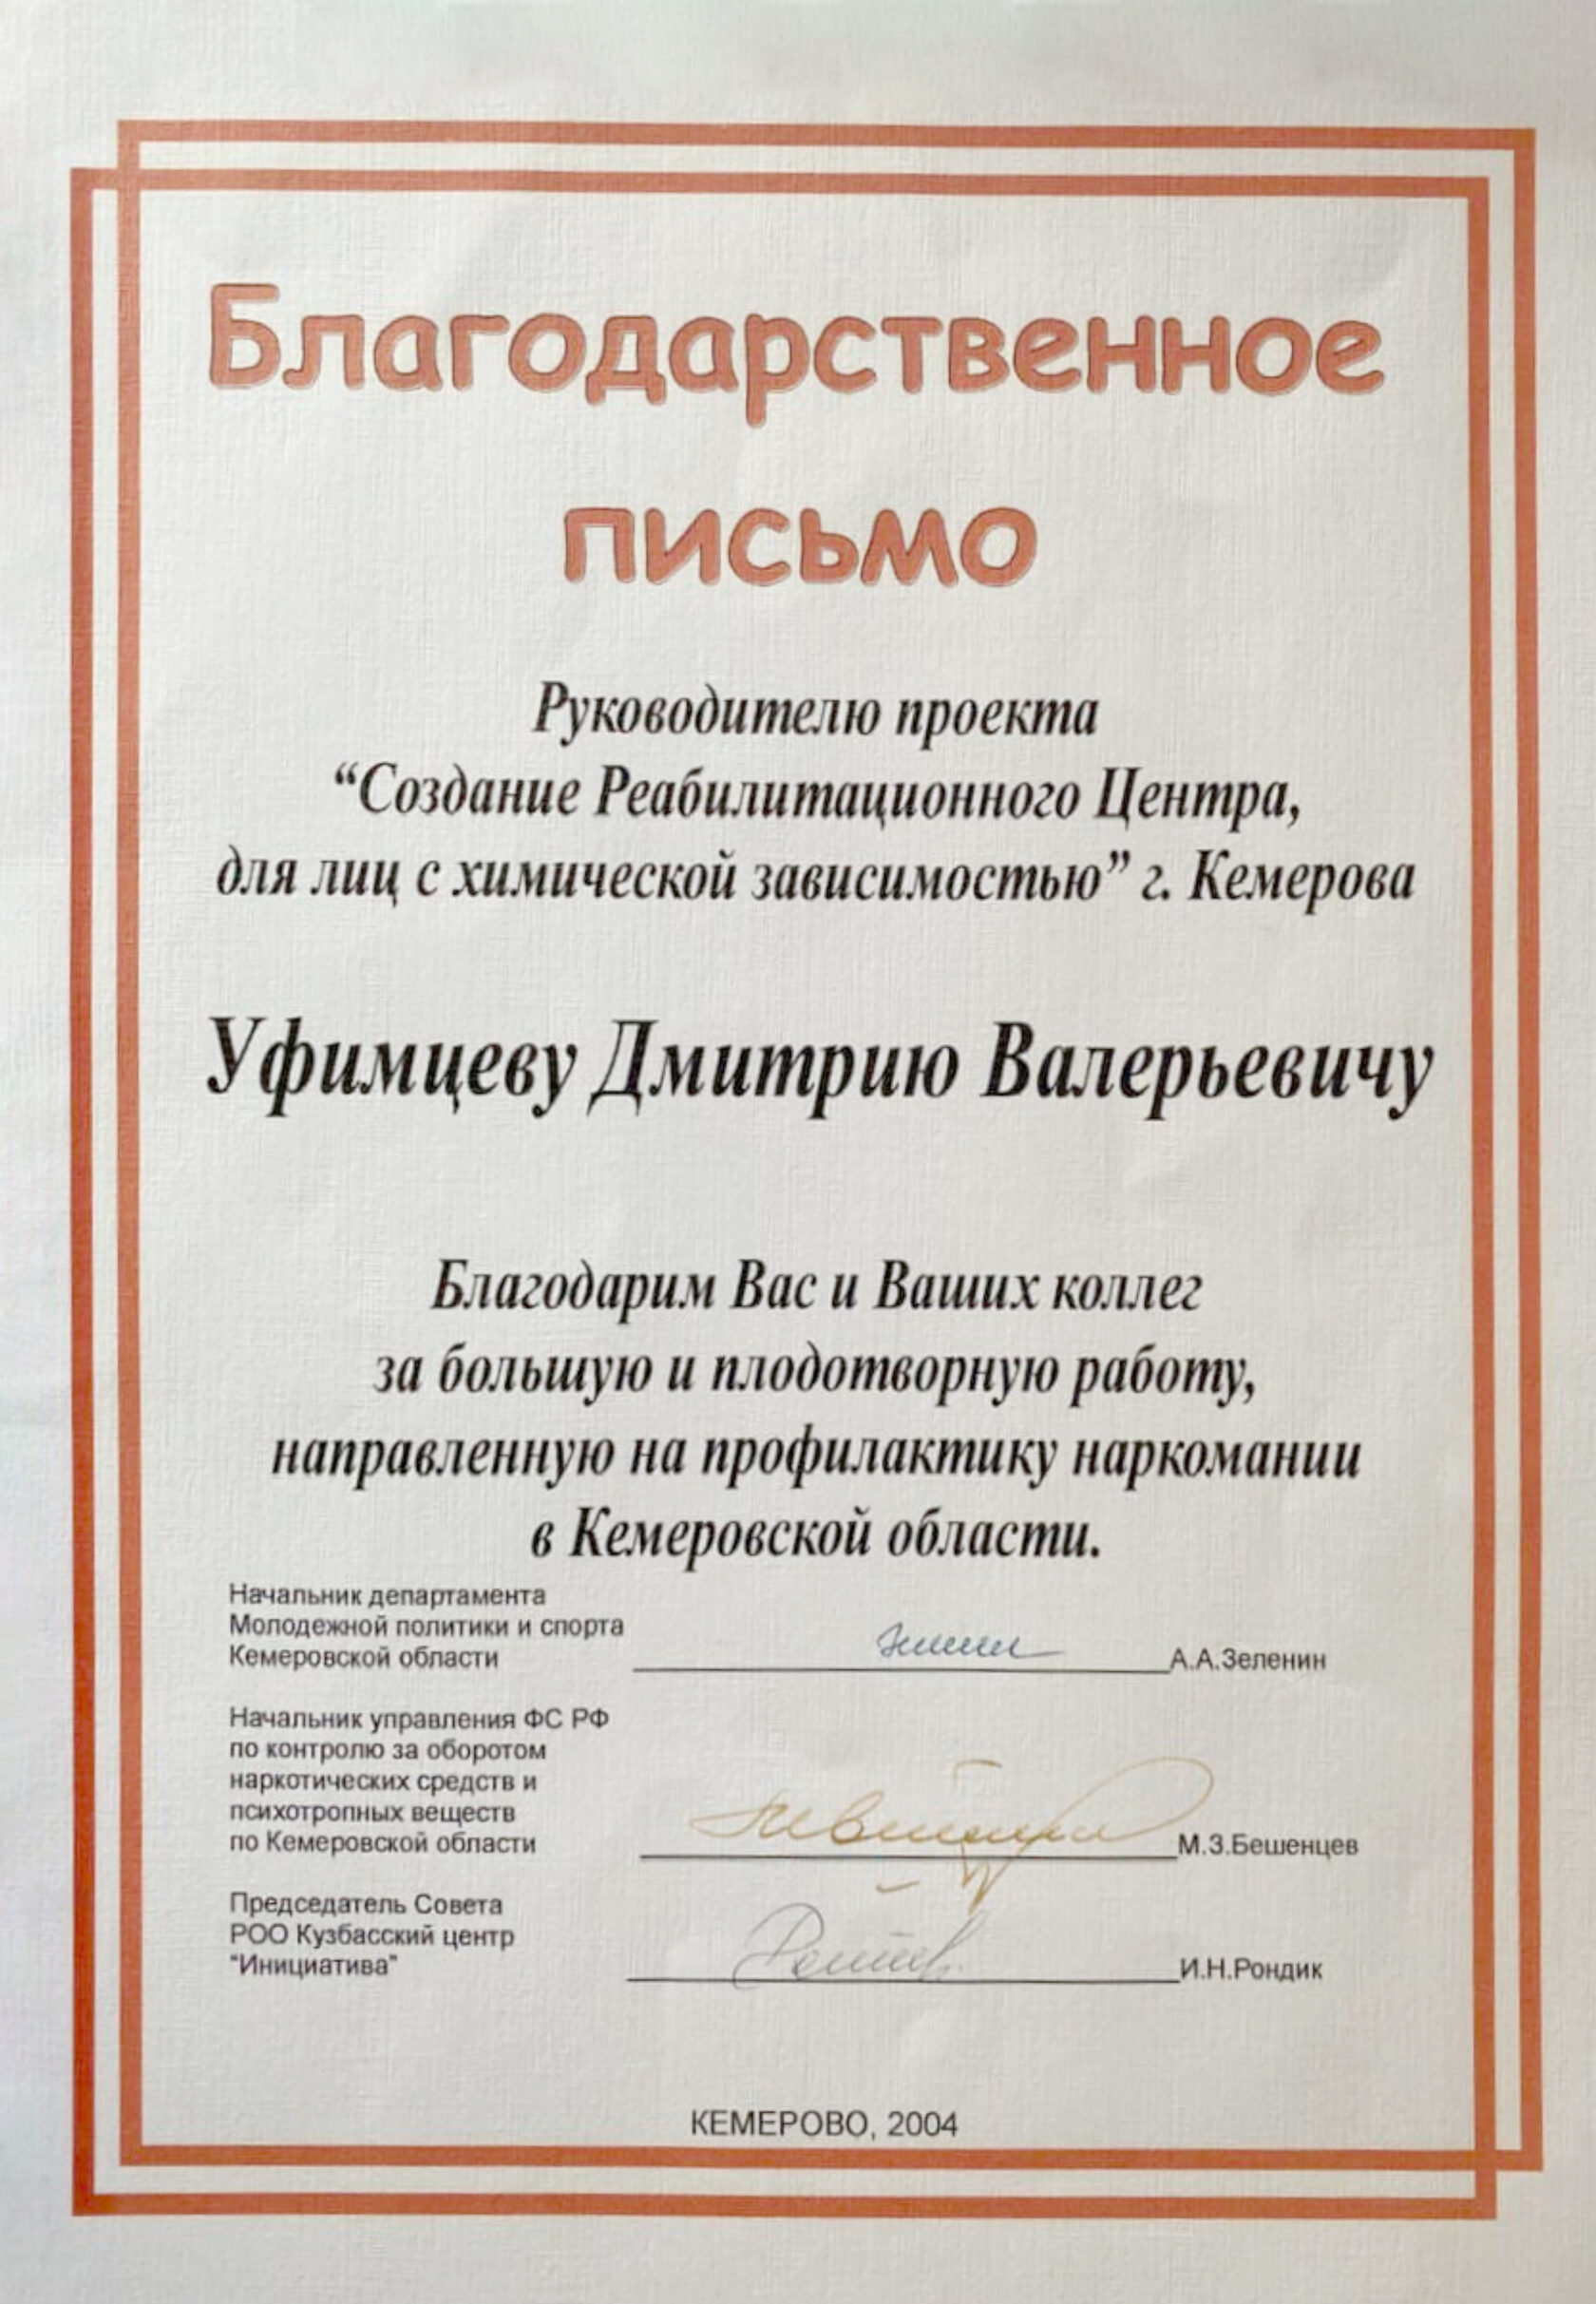 Благодарственное
письмо
Руководителю проекта
“Создание Реабилитационного Центра,
для лиц с химической зависимостью” г. Кемерова
Уфимцеву Дмитрию Валерьевичу
Благодарим Вас и Ваших коллег
за большую и плодотворную работу,
направленную на профилактику наркомании
в Кемеровской области.
Начальник департамента
Молодежной политики и спорта
Кемеровской области А.А.Зеленин
Начальник управления ФС РФ
по контролю за оборотом
наркотических средств и
психотропных веществ
по Кемеровской области М.З.Бешенцев
Председатель Совета
РОО Кузбасский центр
"Инициатива" И.Н.Рондик
КЕМЕРОВО, 2004